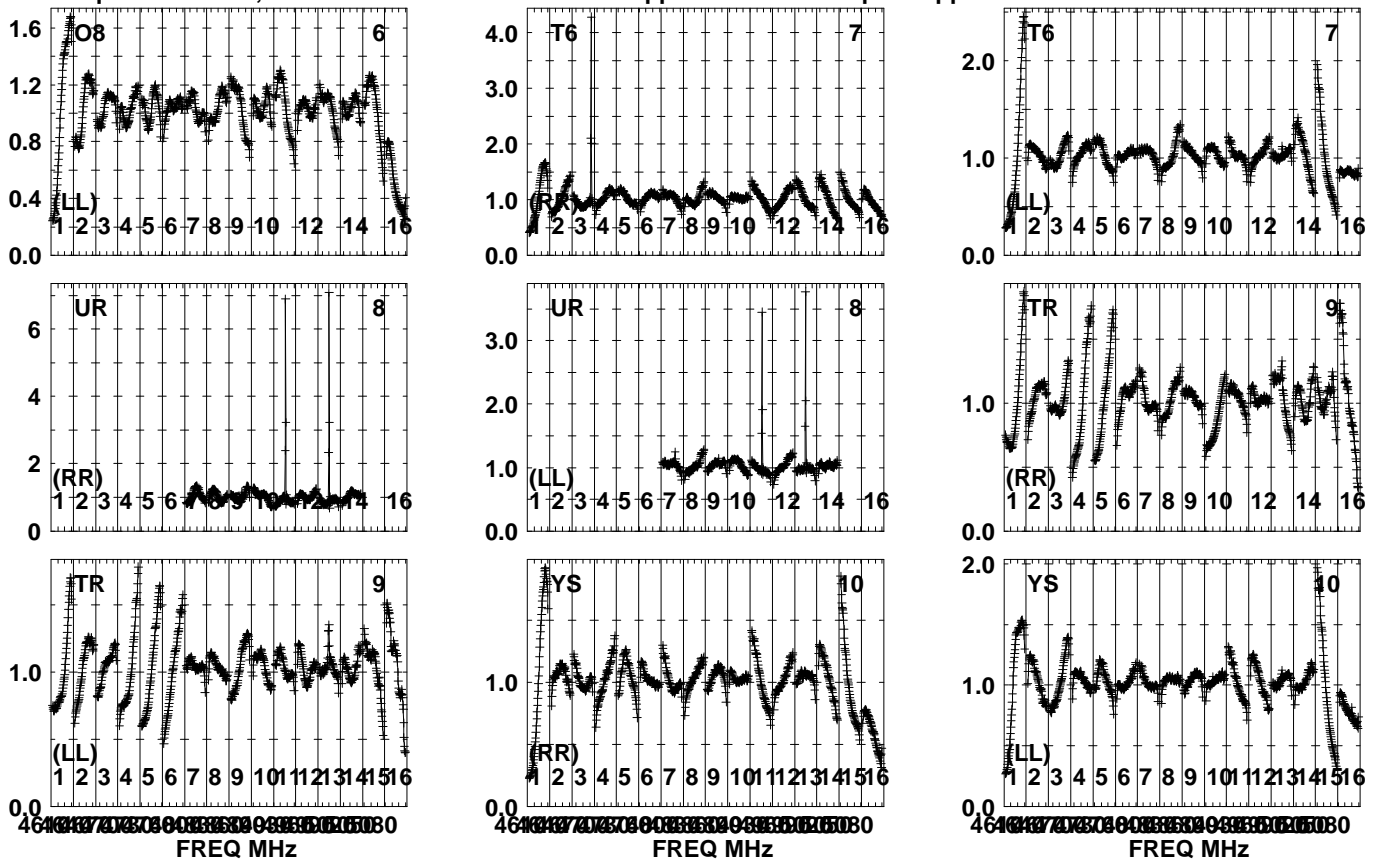 1.6 O8 6
1.2
0.8
0.4 (LL)
1 2 3 4 5 6 7 8 9 10 12 14 16
0.0
4.0 T6 7
3.0
2.0
1.0 (RR)
1 2 3 4 5 6 7 8 9 10 12 14 16
0.0
T6 7
2.0
1.0
(LL)
1 2 3 4 5 6 7 8 9 10 12 14 16
0.0
UR 8
6
4
2
(RR)
1 2 3 4 5 6 7 8 9 10 12 14 16
0
UR 8
3.0
2.0
1.0
(LL)
1 2 3 4 5 6 7 8 9 10 12 14 16
0.0
TR 9
1.0
(RR)
1 2 3 4 5 6 7 8 9 10 12 14 16
0.0
TR 9
1.0
(LL)
1 2 3 4 5 6 7 8 9 10 11 12 13 14 15 16
0.0
FREQ MHz
YS 10
1.0
(RR)
1 2 3 4 5 6 7 8 9 10 11 12 13 14 15 16
0.0
FREQ MHz
YS 10
2.0
1.0
(LL)
1 2 3 4 5 6 7 8 9 10 11 12 13 14 15 16
0.0
FREQ MHz